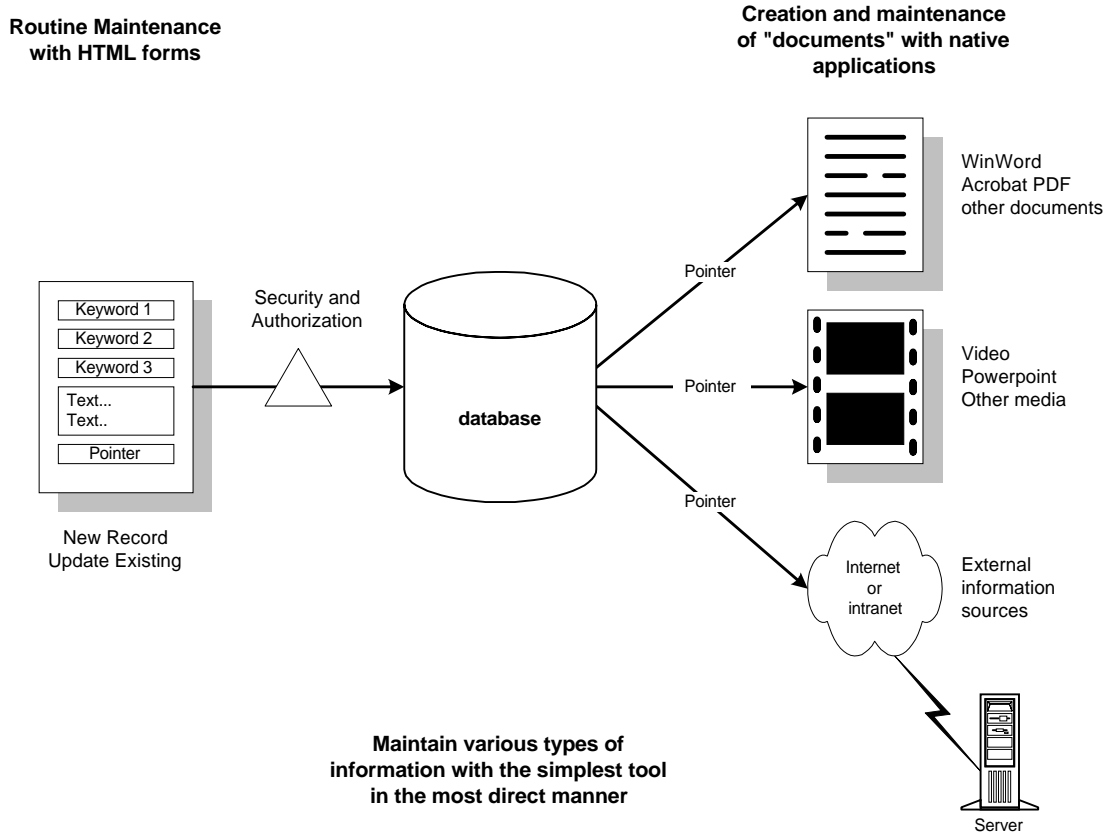 Routine Maintenance
with HTML forms
Creation and maintenance
of "documents" with native
applications
WinWord
Acrobat PDF
other documents
Pointer
Security and
Authorization
Keyword 1
Keyword 2
Keyword 3
Text...
Text..
Pointer
New Record
Update Existing
database
Pointer
Video
Powerpoint
Other media
Pointer
Internet
or
intranet
External
information
sources
Maintain various types of
information with the simplest tool
in the most direct manner
Server